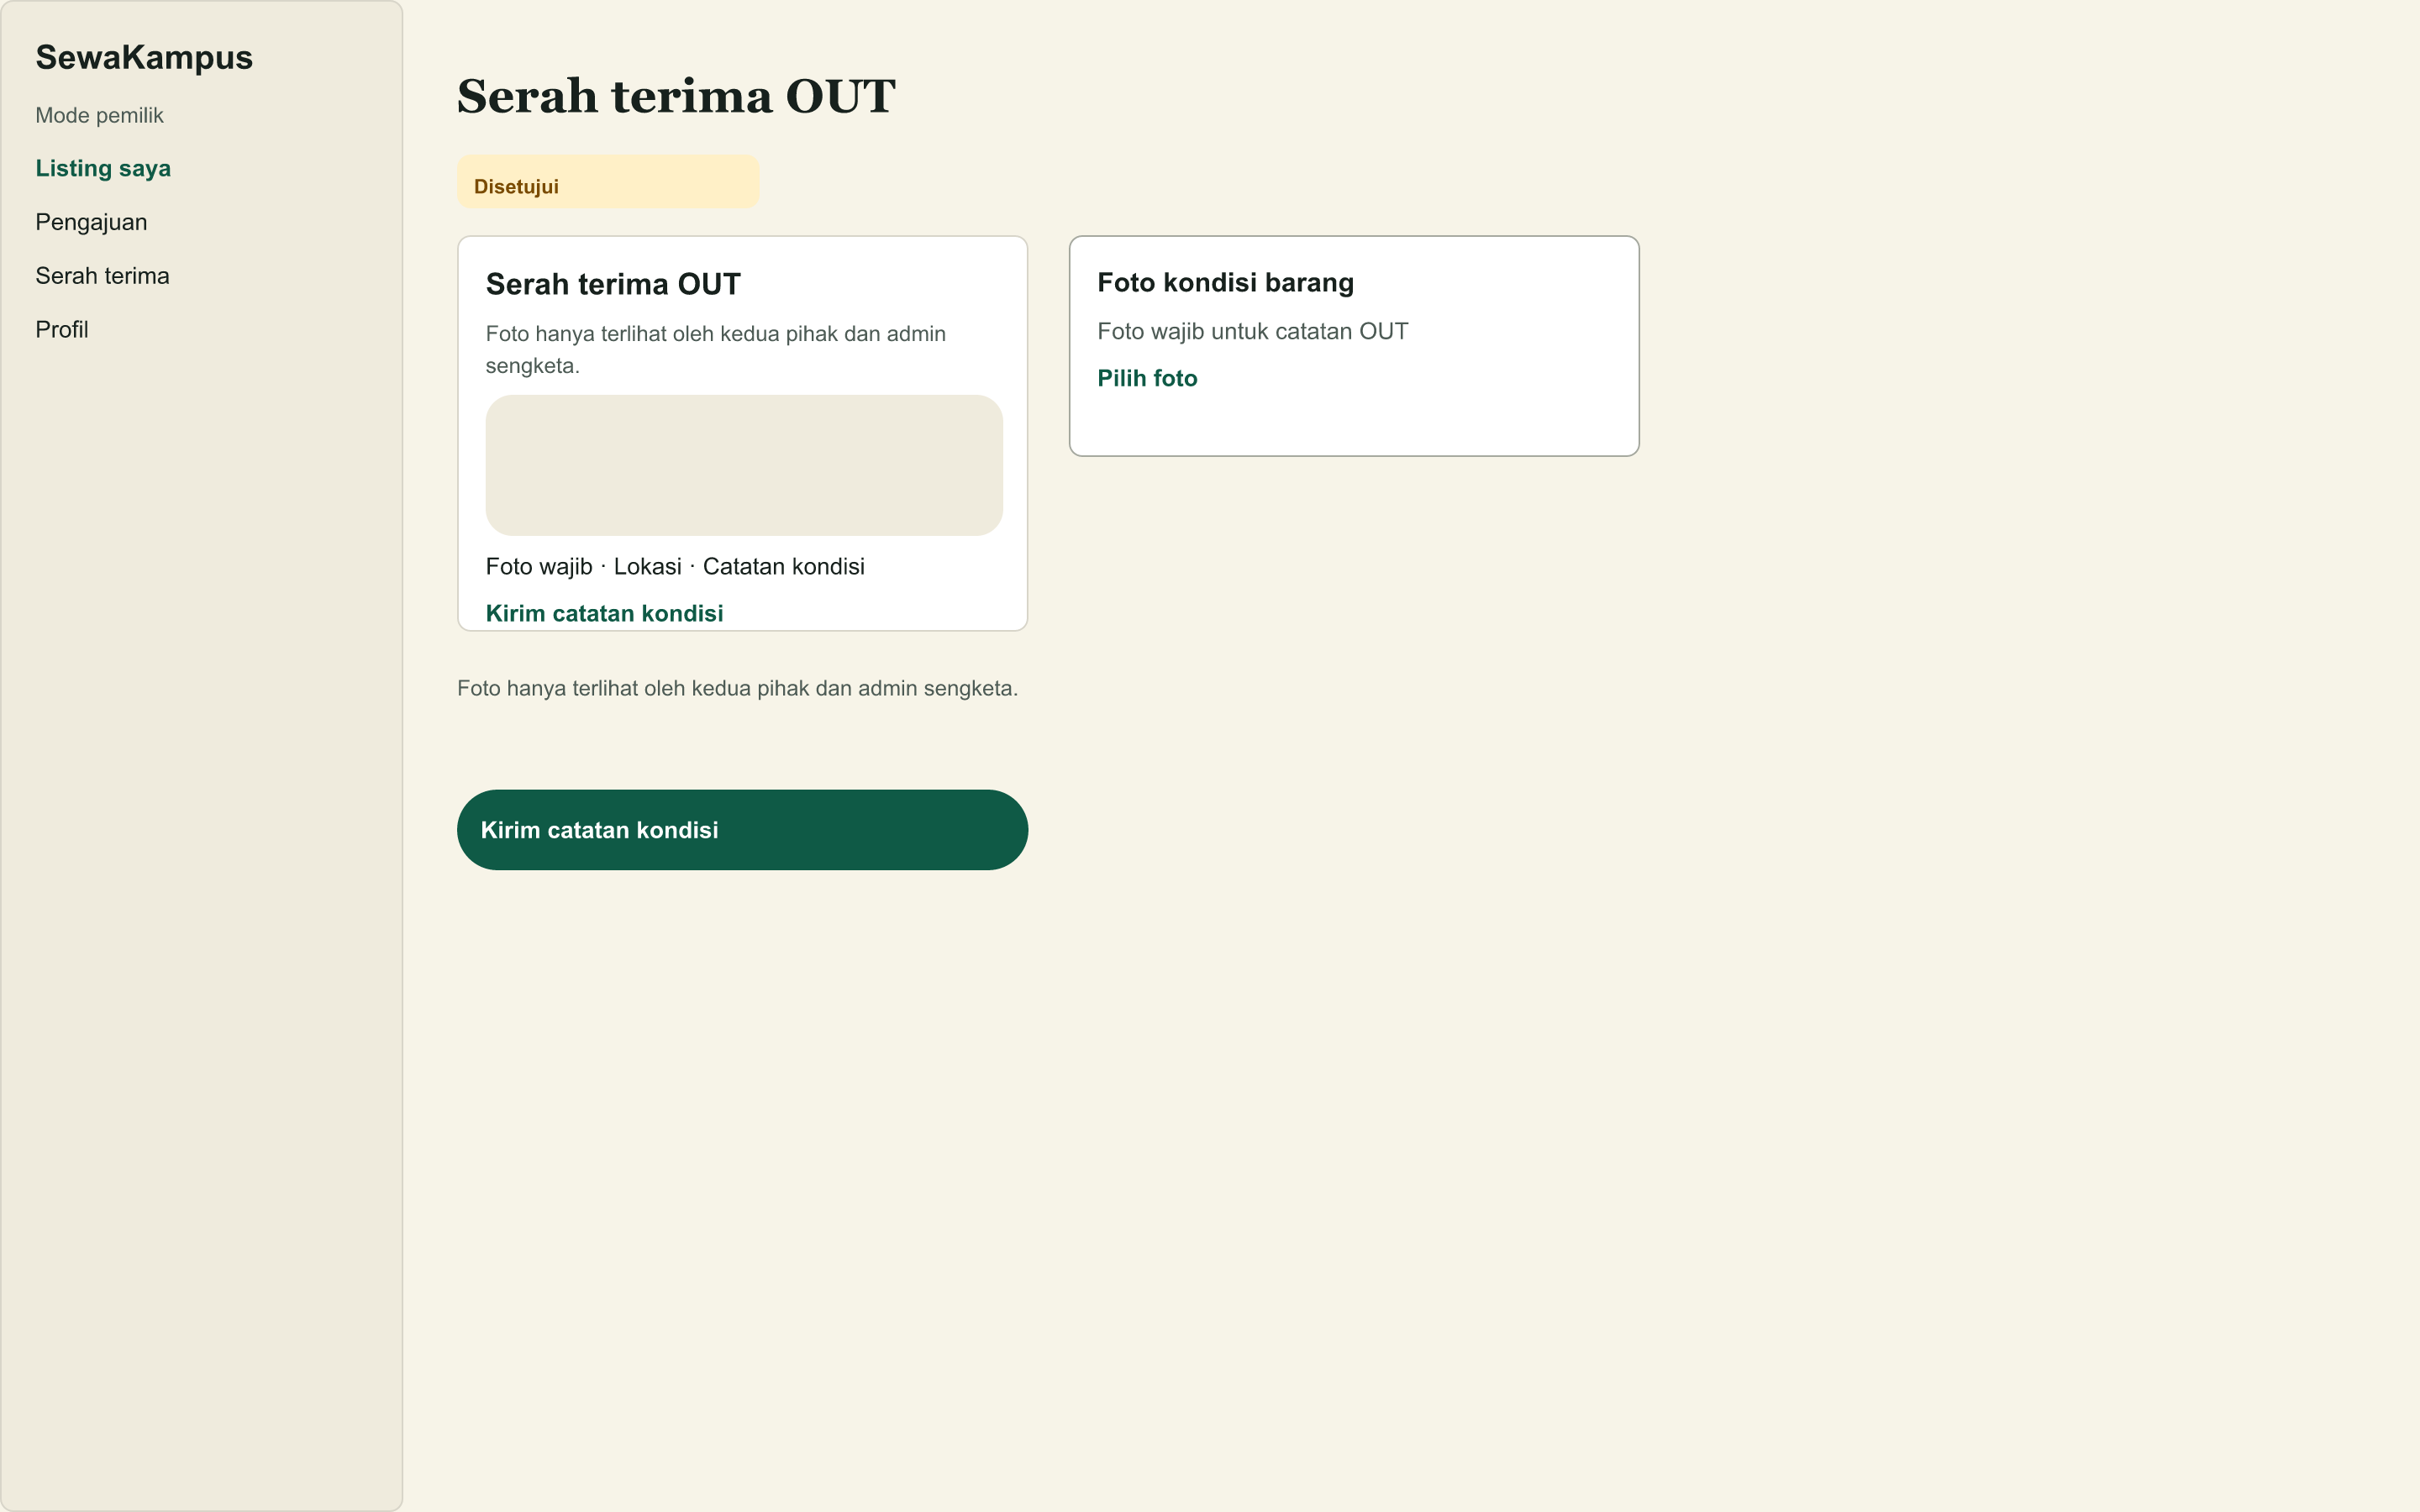 SewaKampus
Mode pemilik
Listing saya
Pengajuan
Serah terima
Profil
Serah terima OUT
Disetujui
Serah terima OUT
Foto hanya terlihat oleh kedua pihak dan admin
sengketa.
Foto wajib · Lokasi · Catatan kondisi
Kirim catatan kondisi
Foto kondisi barang
Foto wajib untuk catatan OUT
Pilih foto
Foto hanya terlihat oleh kedua pihak dan admin sengketa.
Kirim catatan kondisi